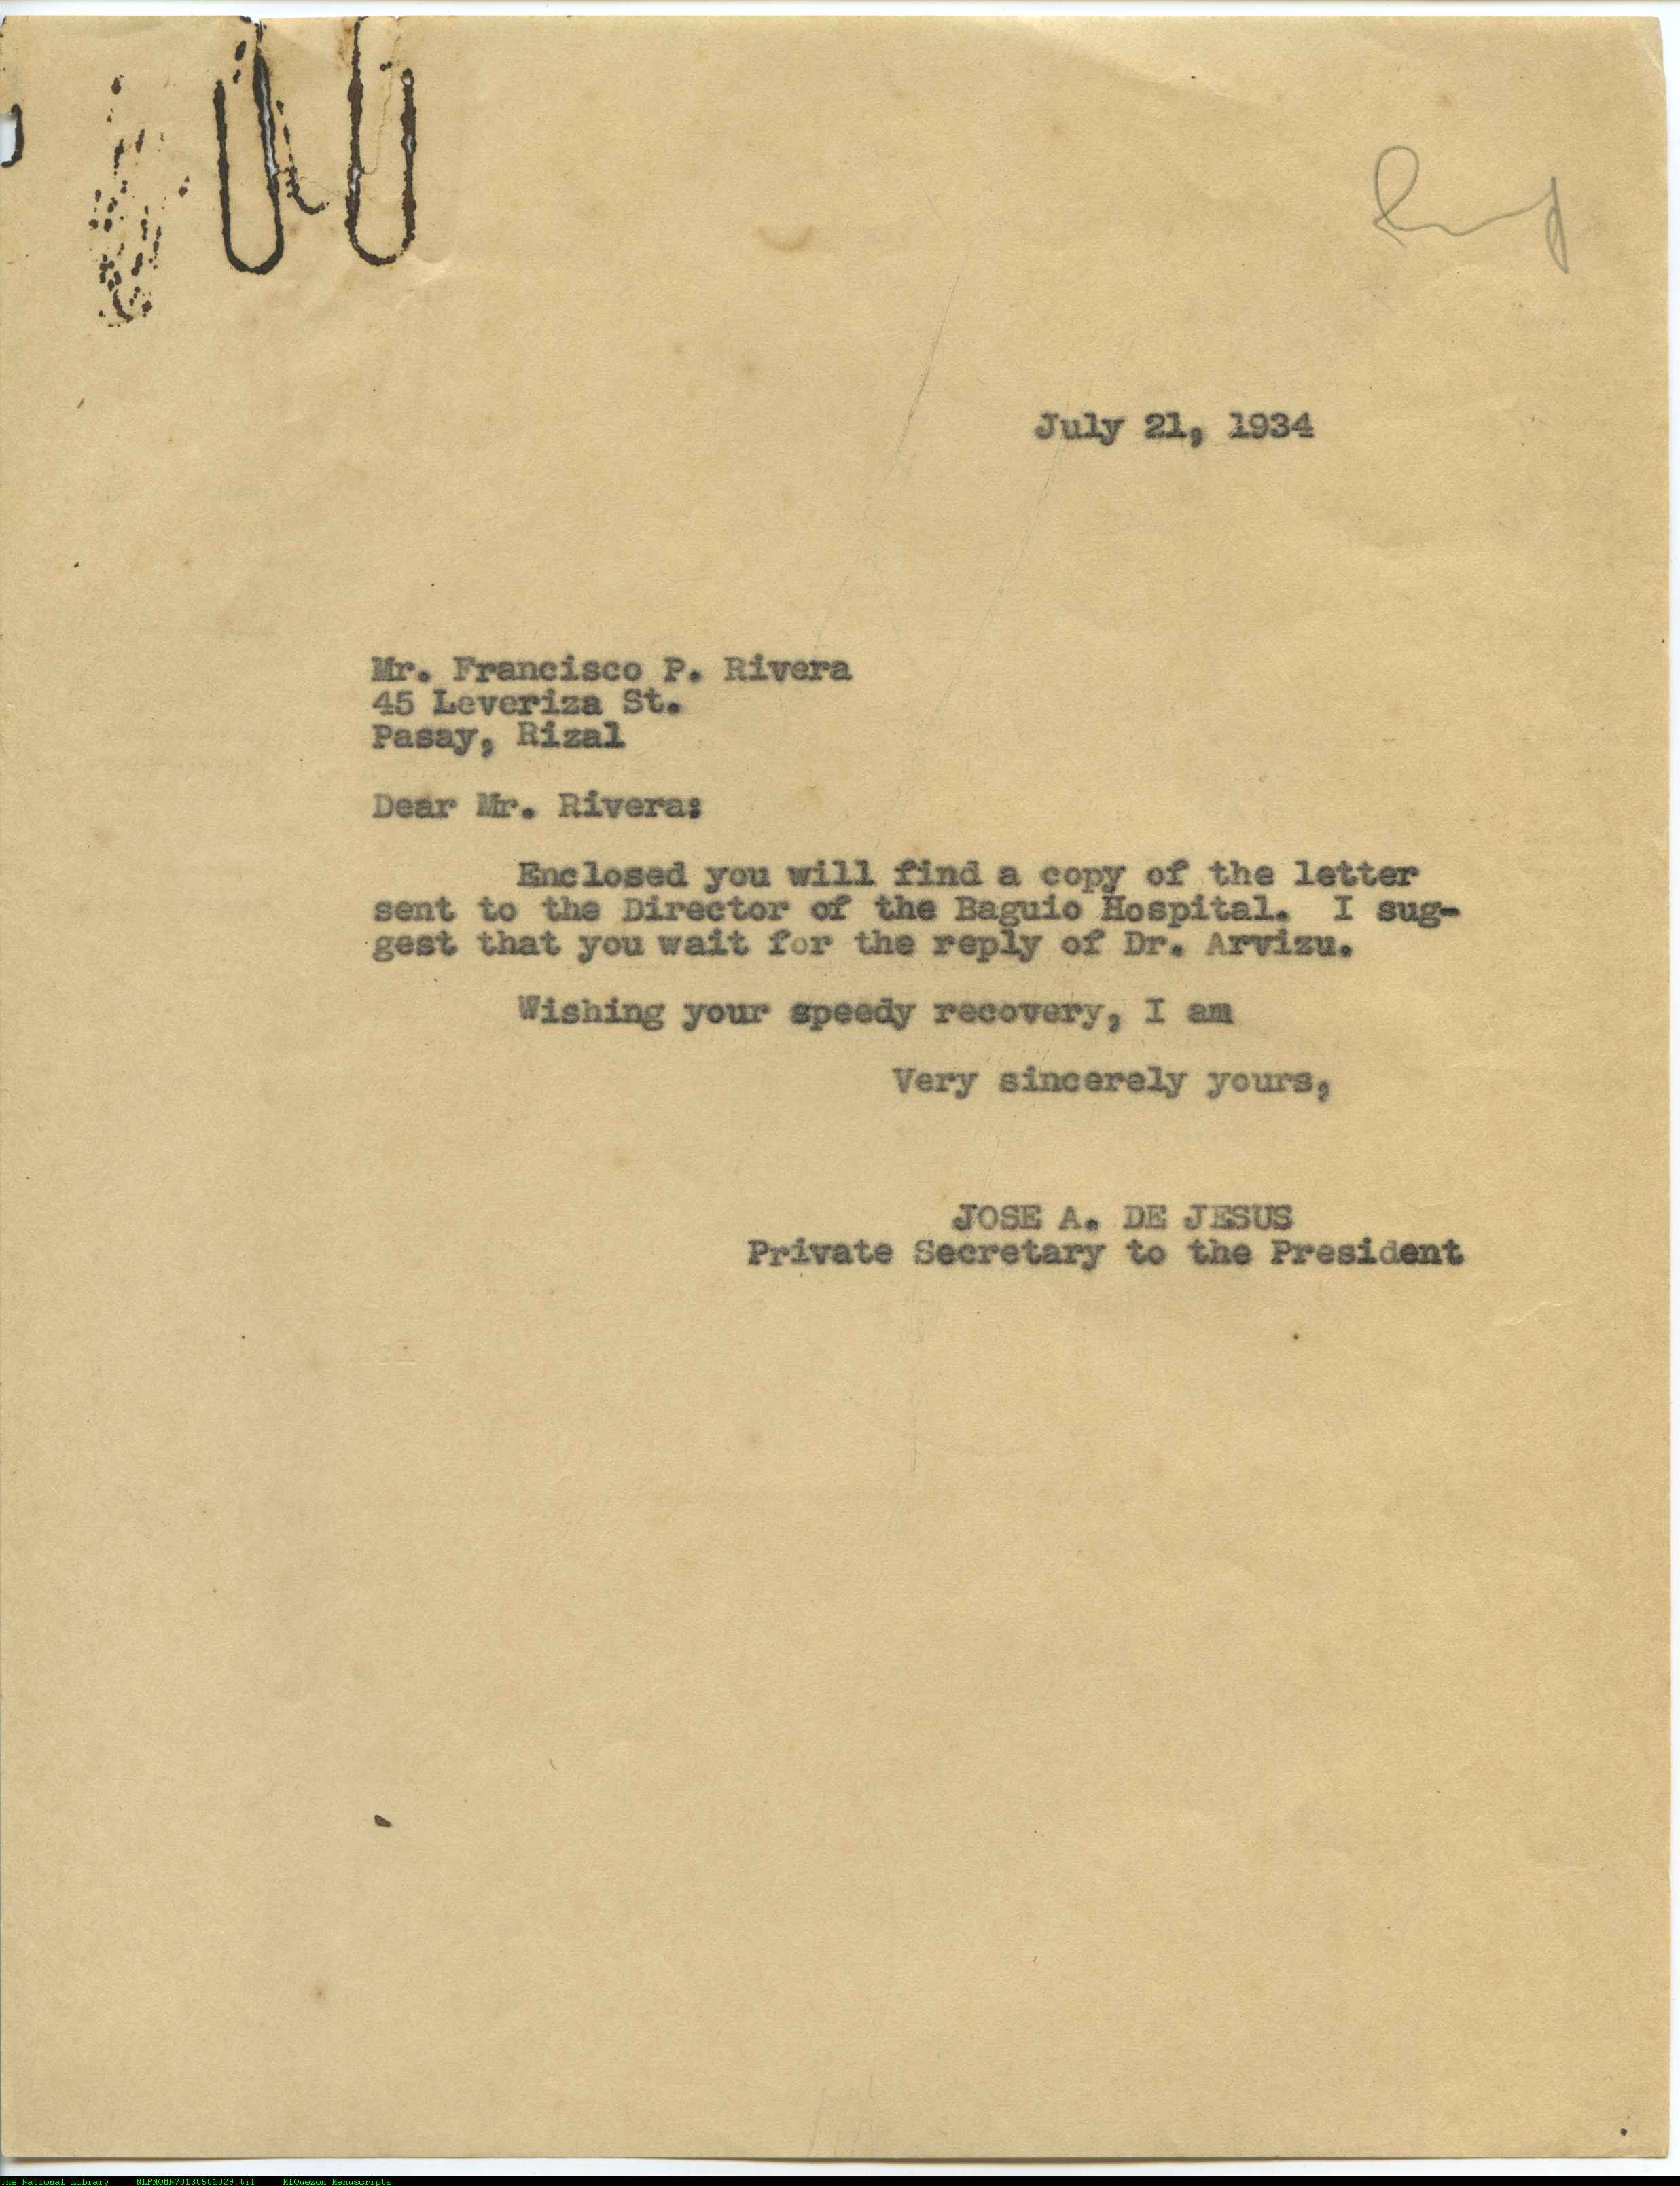 July 21, 1934
Mr. Francisco P. Rivera
45 Leveriza St.
Pasay, Rizal
Dear Mr. Rivera:
Enclosed you will find a copy of the letter
sent to the Director of the Baguio Hospital. I sug-
gest that you wait for the reply of Dr. Arvizu.
Wishing your speedy recovery, I am
Very sincerely yours,
JOSE A. DE JESUS
Private Secretary to the President
The National Library NLPMQMN70130501029.tif MLQuezon Manuscripts